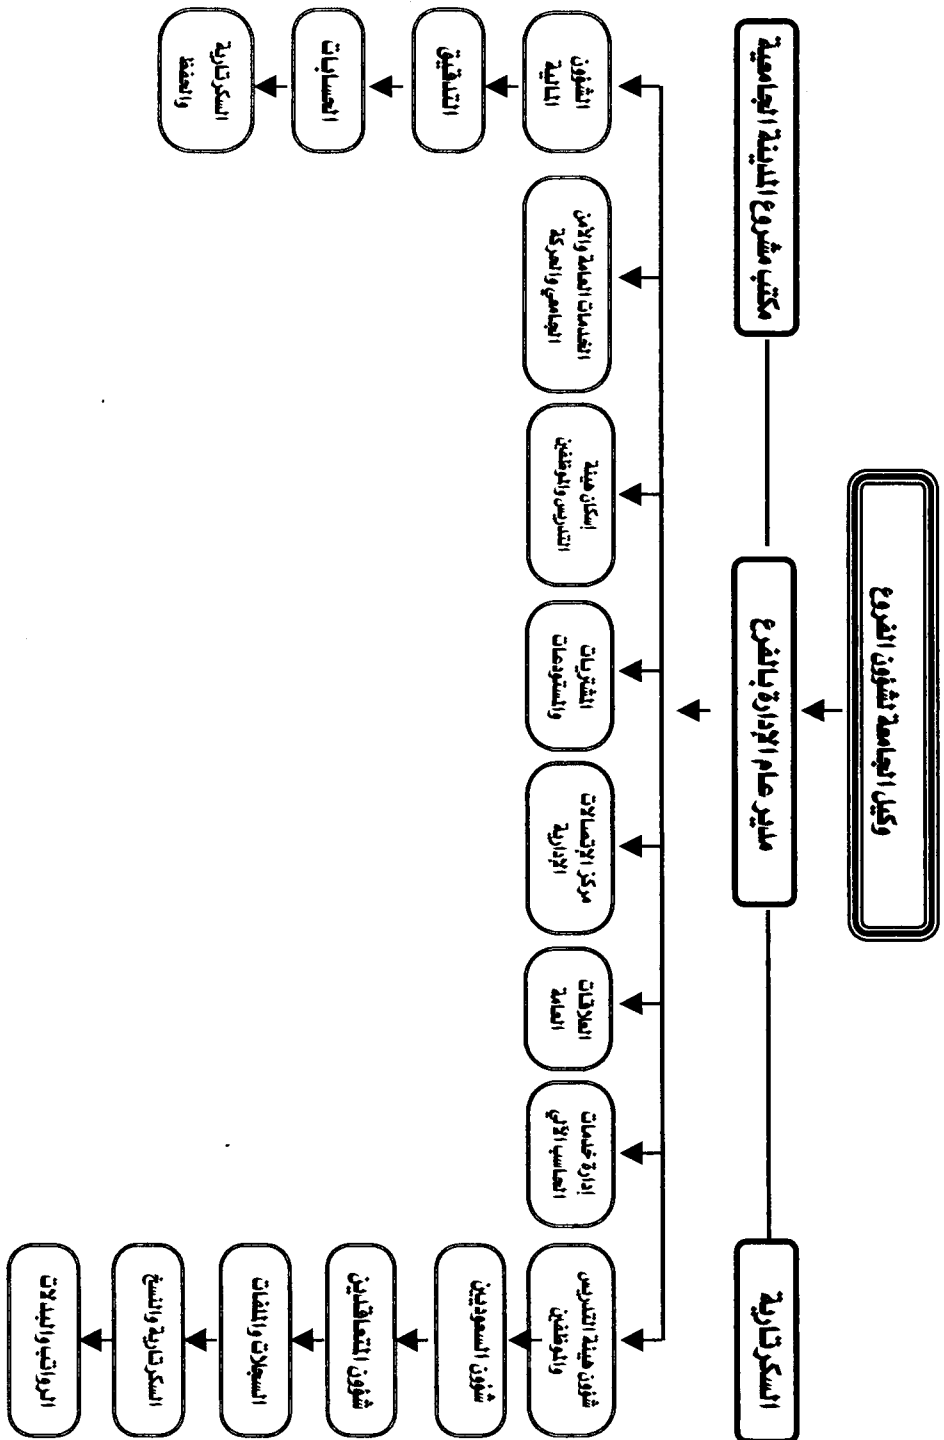 وكيل الجامعة لشؤون الفروع
السكرتارية
مدير عام الإدارة بالفرع
مكتب مشروع المدينة الجامعية
شؤون هيئة التدريس
والموظفين
إدارة خدمات
الحاسب الآلي
العلاقات
العامة
مركز الإتصالات
الإدارية
المشتريات
والمستودعات
إسكان هيئة
التدريس والموظفين
الخدمات العامة والأمن
الجامعي والحركة
الشؤون
المالية
شؤون السعوديين
شؤون المتعاقدين
السجلات والملفات
السكرتارية والنسخ
الرواتب والبدلات
التدقيق
الحسابات
السكرتارية
والحفظ